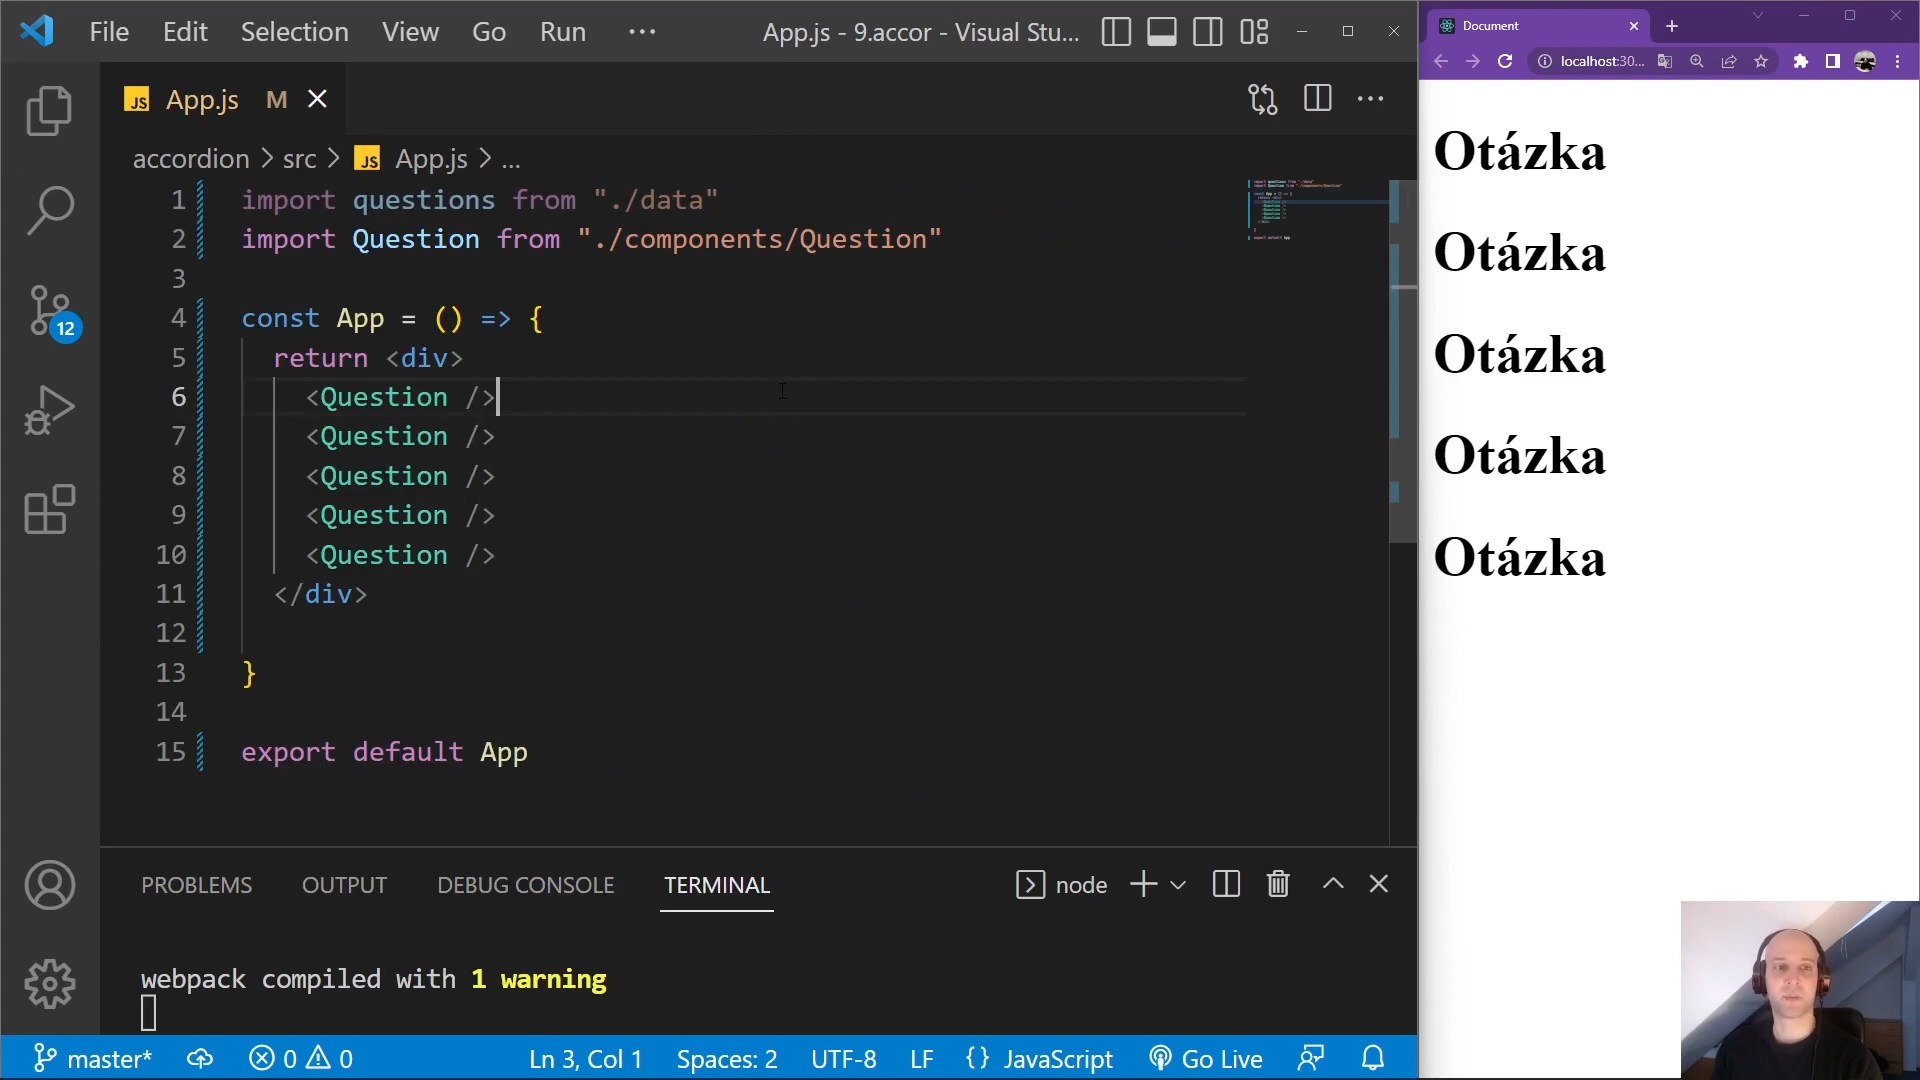 File Edit Selection View Go Run ··· App.js - 9.accor - Visual Stu...
App.js M
accordion > src > JS App.js > ...
1 import questions from "./data"
2 import Question from "./components/Question"
3
4 const App = () => {
5 return <div>
6 <Question />
7 <Question />
8 <Question />
9 <Question />
10 <Question />
11 </div>
12
13 }
14
15 export default App
12
PROBLEMS OUTPUT DEBUG CONSOLE TERMINAL node
webpack compiled with 1 warning
master* 0 0 Ln 3, Col 1 Spaces: 2 UTF-8 LF {} JavaScript Go Live
Document
localhost:30...
Otázka
Otázka
Otázka
Otázka
Otázka